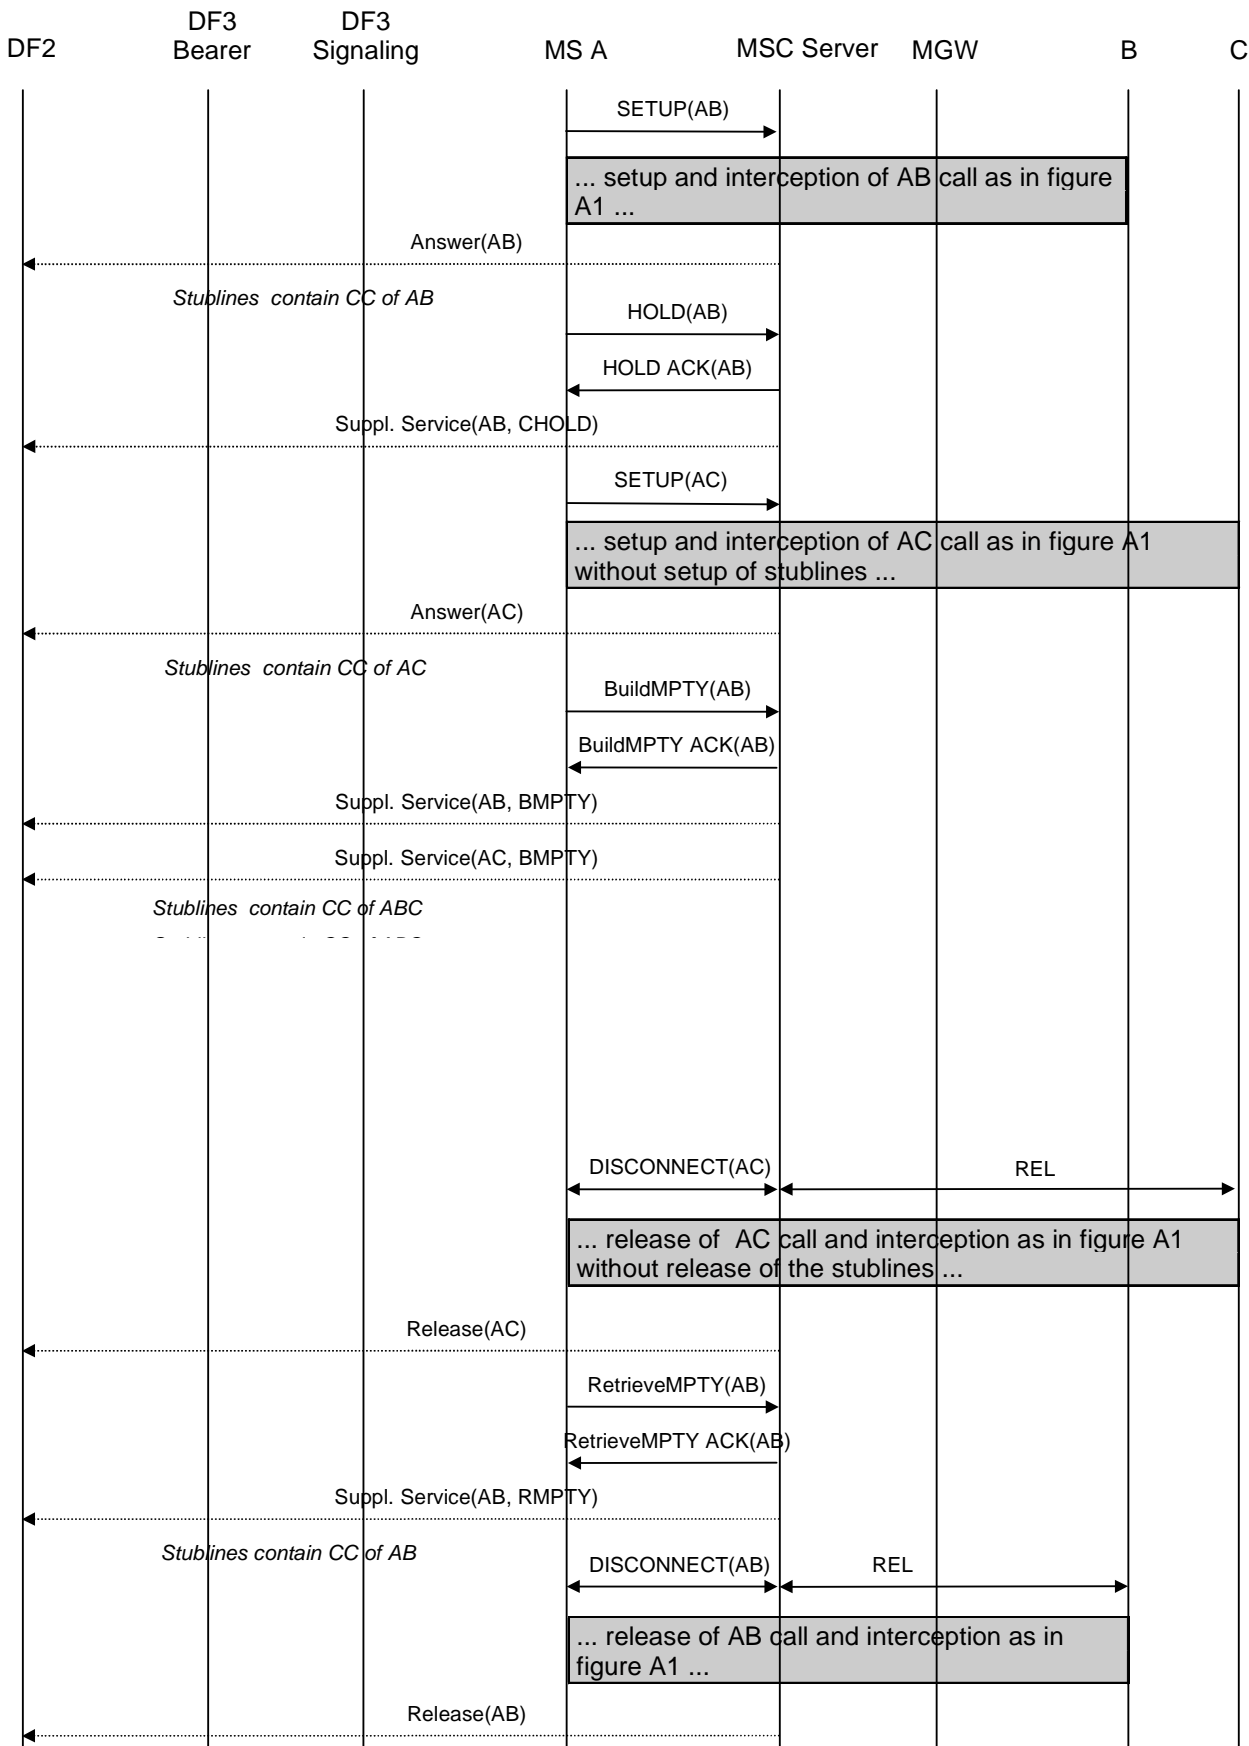 DF2
DF3
Bearer
DF3
Signaling
MS A
MSC Server
MGW
B
C
SETUP(AB)
... setup and interception of AB call as in figure
A1 ...
Answer(AB)
Stublines contain CC of AB
HOLD(AB)
HOLD ACK(AB)
Suppl. Service(AB, CHOLD)
SETUP(AC)
... setup and interception of AC call as in figure A1
without setup of stublines ...
Answer(AC)
Stublines contain CC of AC
BuildMPTY(AB)
BuildMPTY ACK(AB)
Suppl. Service(AB, BMPTY)
Suppl. Service(AC, BMPTY)
Stublines contain CC of ABC
DISCONNECT(AC)
REL
... release of AC call and interception as in figure A1
without release of the stublines ...
Release(AC)
RetrieveMPTY(AB)
RetrieveMPTY ACK(AB)
Suppl. Service(AB, RMPTY)
Stublines contain CC of AB
DISCONNECT(AB)
REL
... release of AB call and interception as in
figure A1 ...
Release(AB)